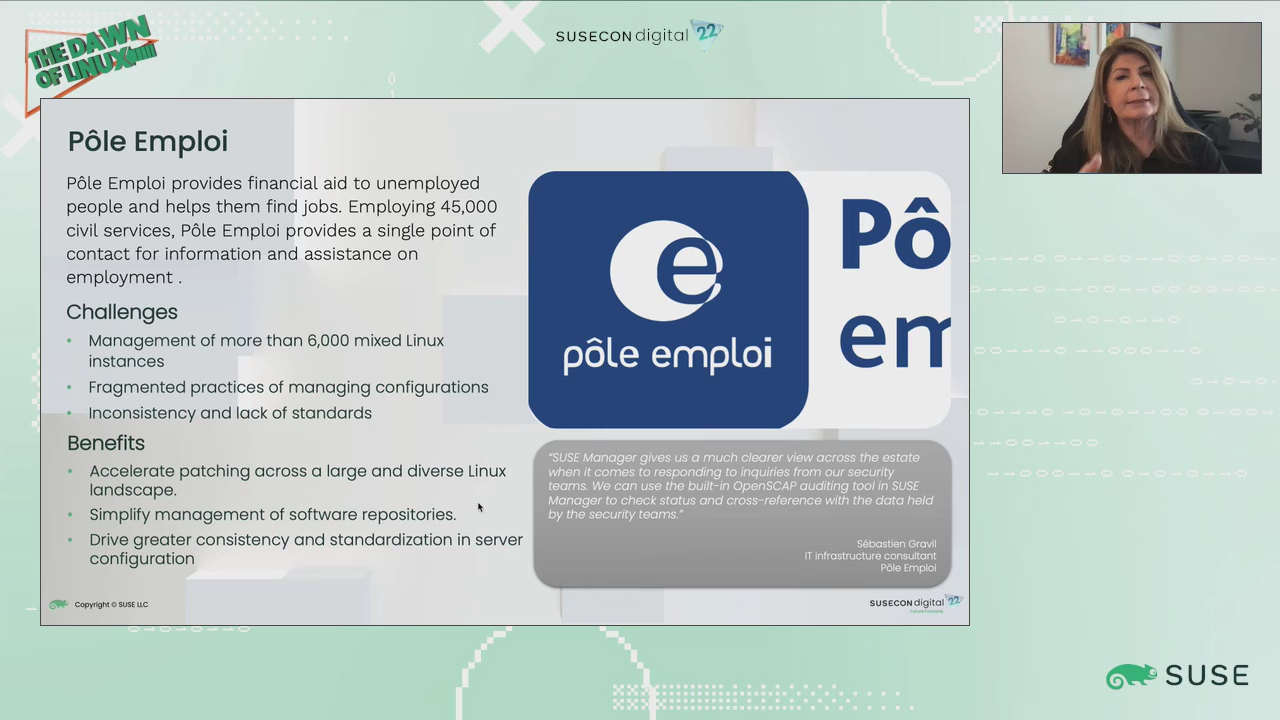 THE DAWN
OF LINUX
SUSECON digital 22
Pôle Emploi
Pôle Emploi provides financial aid to unemployed
people and helps them find jobs. Employing 45,000
civil services, Pôle Emploi provides a single point of
contact for information and assistance on
employment .
Challenges
• Management of more than 6,000 mixed Linux
instances
• Fragmented practices of managing configurations
• Inconsistency and lack of standards
Benefits
• Accelerate patching across a large and diverse Linux
landscape.
• Simplify management of software repositories.
• Drive greater consistency and standardization in server
configuration
e
pôle emploi
Pô
em
“SUSE Manager gives us a much clearer view across the estate
when it comes to responding to inquiries from our security
teams. We can use the built-in OpenSCAP auditing tool in SUSE
Manager to check status and cross-reference with the data held
by the security teams.”
Sébastien Gravil
IT infrastructure consultant
Pôle Emploi
Copyright © SUSE LLC
SUSECON digital 22
Future Forward
SUSE